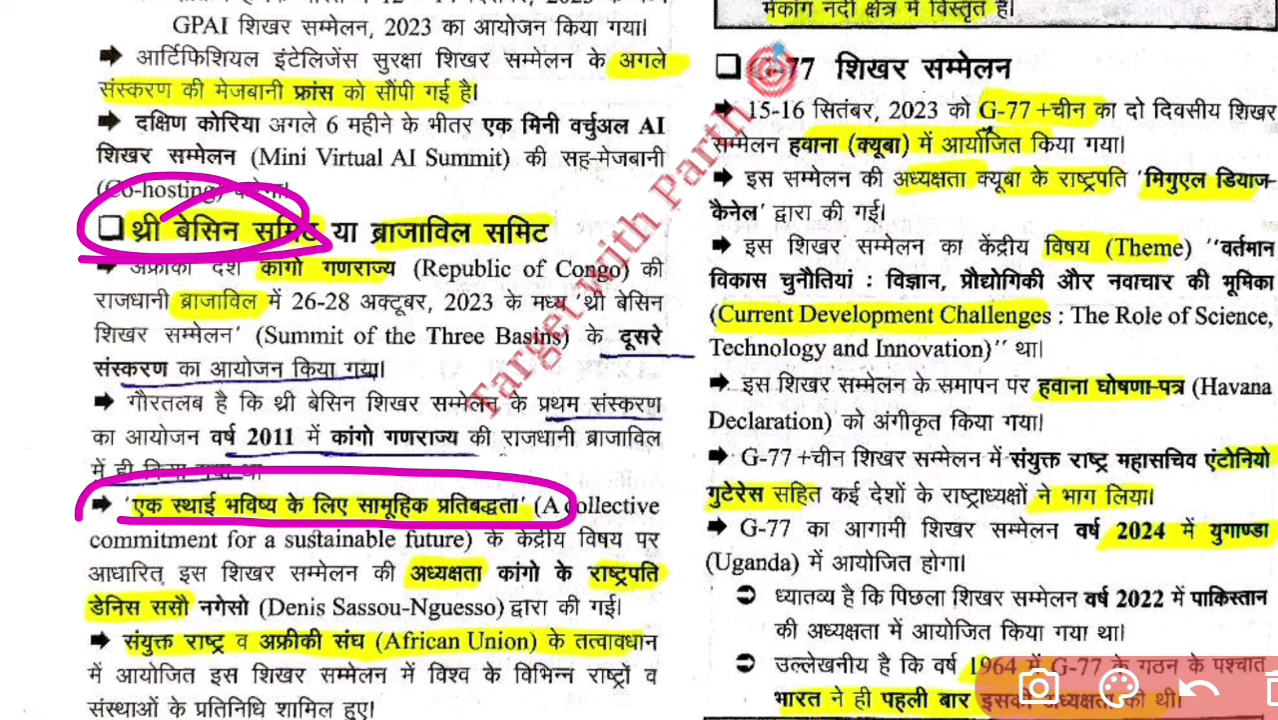 GPAI शिखर सम्मेलन, 2023 का आयोजन किया गया।
➡ आर्टिफिशियल इंटेलिजेंस सुरक्षा शिखर सम्मेलन के अगले
संस्करण की मेजबानी फ्रांस को सौंपी गई है।
➡ दक्षिण कोरिया अगले 6 महीने के भीतर एक मिनी वर्चुअल AI
शिखर सम्मेलन (Mini Virtual AI Summit) की सह-मेजबानी
(Co-hosting)
❑ थ्री बेसिन समिट या ब्राजाविल समिट
➡ अफ्रीकी देश कांगो गणराज्य (Republic of Congo) की
राजधानी ब्राजाविल में 26-28 अक्टूबर, 2023 के मध्य 'थ्री बेसिन
शिखर सम्मेलन' (Summit of the Three Basins) के दूसरे
संस्करण का आयोजन किया गया।
➡ गौरतलब है कि थ्री बेसिन शिखर सम्मेलन के प्रथम संस्करण
का आयोजन वर्ष 2011 में कांगो गणराज्य की राजधानी ब्राजाविल
में ही किया गया था
➡ 'एक स्थाई भविष्य के लिए सामूहिक प्रतिबद्धता' (A collective
commitment for a sustainable future) के केंद्रीय विषय पर
आधारित इस शिखर सम्मेलन की अध्यक्षता कांगो के राष्ट्रपति
डेनिस ससौ नगेसो (Denis Sassou-Nguesso) द्वारा की गई।
➡ संयुक्त राष्ट्र व अफ्रीकी संघ (African Union) के तत्वावधान
में आयोजित इस शिखर सम्मेलन में विश्व के विभिन्न राष्ट्रों व
संस्थाओं के प्रतिनिधि शामिल हुए।
मेकांग नदी क्षेत्र में विस्तृत है।
❑ G-77 शिखर सम्मेलन
➡ 15-16 सितंबर, 2023 को G-77 +चीन का दो दिवसीय शिखर
सम्मेलन हवाना (क्यूबा) में आयोजित किया गया।
➡ इस सम्मेलन की अध्यक्षता क्यूबा के राष्ट्रपति 'मिगुएल डियाज-
कैनेल' द्वारा की गई।
➡ इस शिखर सम्मेलन का केंद्रीय विषय (Theme) ''वर्तमान
विकास चुनौतियां : विज्ञान, प्रौद्योगिकी और नवाचार की भूमिका
(Current Development Challenges : The Role of Science,
Technology and Innovation)'' था।
➡ इस शिखर सम्मेलन के समापन पर हवाना घोषणा-पत्र (Havana
Declaration) को अंगीकृत किया गया।
➡ G-77 +चीन शिखर सम्मेलन में संयुक्त राष्ट्र महासचिव एंटोनियो
गुटेरेस सहित कई देशों के राष्ट्राध्यक्षों ने भाग लिया।
➡ G-77 का आगामी शिखर सम्मेलन वर्ष 2024 में युगाण्डा
(Uganda) में आयोजित होगा।
➲ ध्यातव्य है कि पिछला शिखर सम्मेलन वर्ष 2022 में पाकिस्तान
की अध्यक्षता में आयोजित किया गया था।
➲ उल्लेखनीय है कि वर्ष 1964 में G-77 के गठन के पश्चात
भारत ने ही पहली बार इसकी अध्यक्षता की थी।
Target with Parth